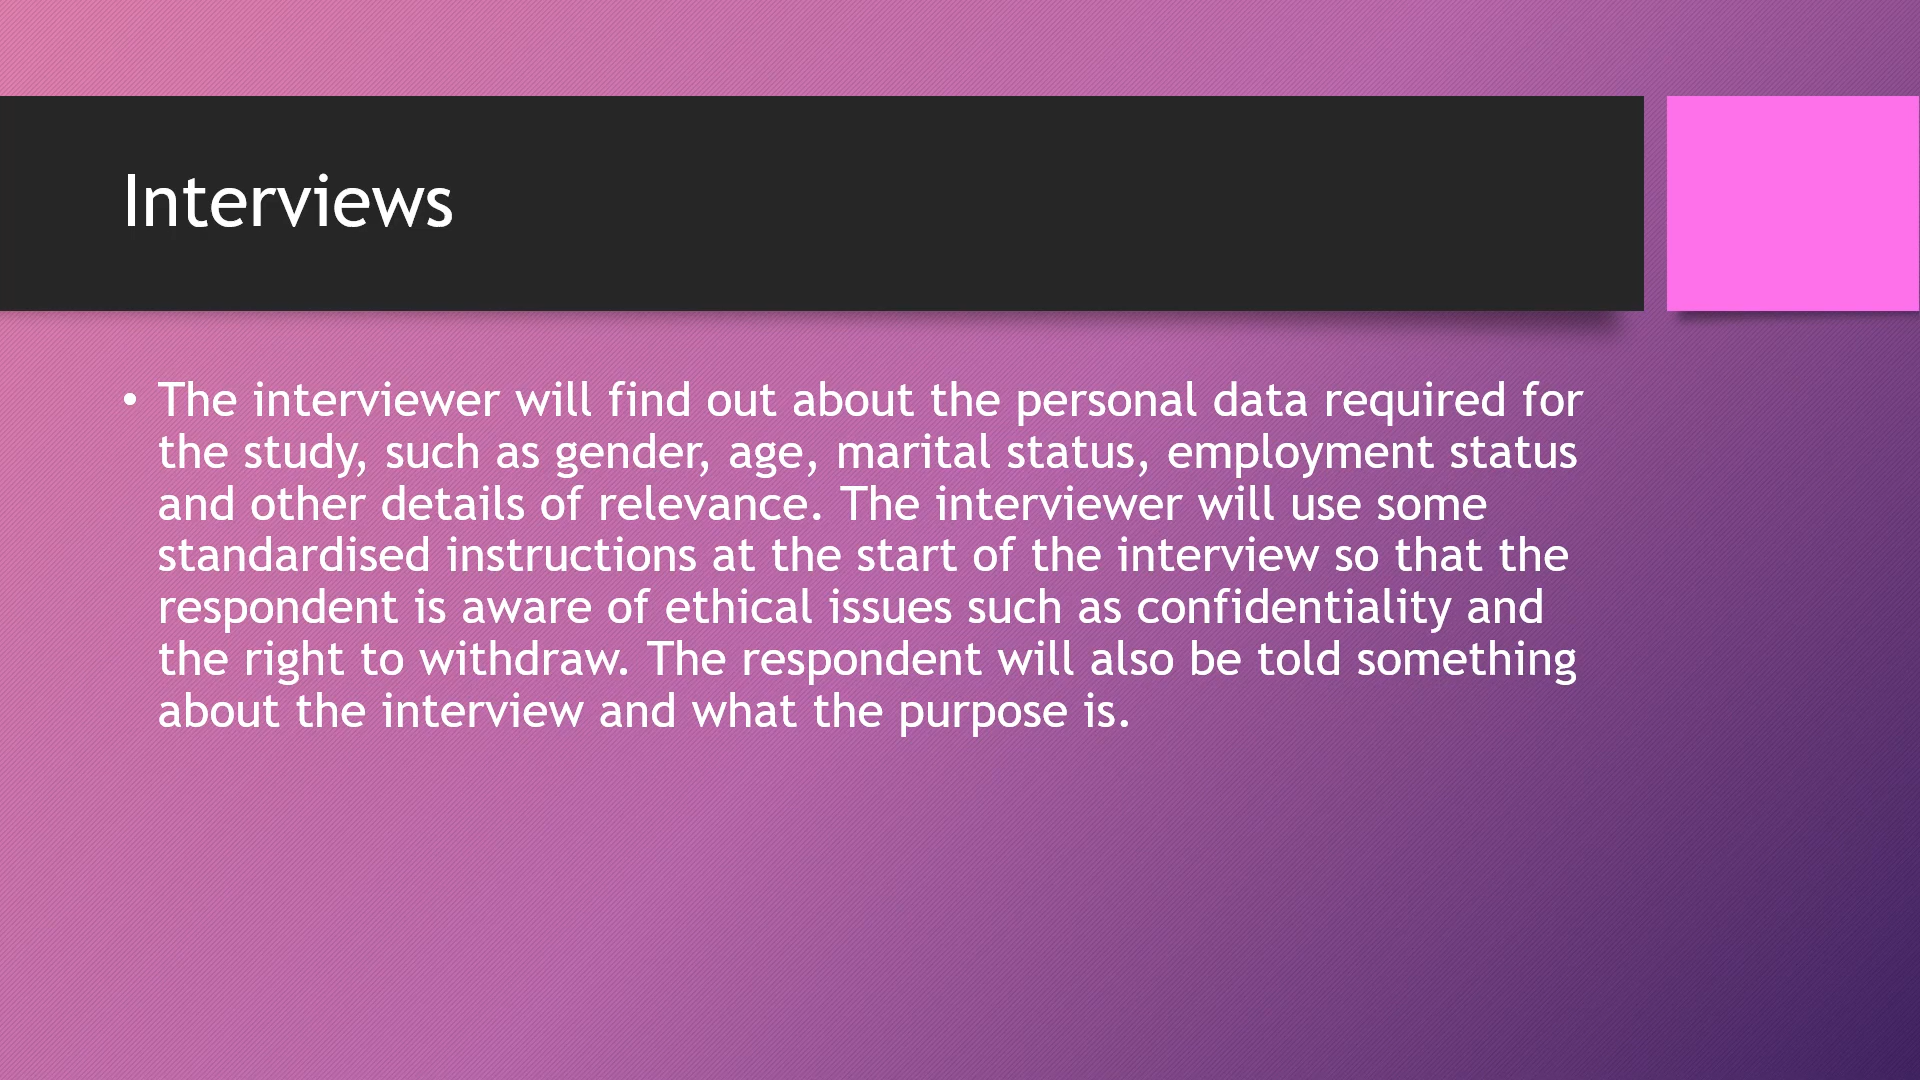 Interviews
• The interviewer will find out about the personal data required for
the study, such as gender, age, marital status, employment status
and other details of relevance. The interviewer will use some
standardised instructions at the start of the interview so that the
respondent is aware of ethical issues such as confidentiality and
the right to withdraw. The respondent will also be told something
about the interview and what the purpose is.